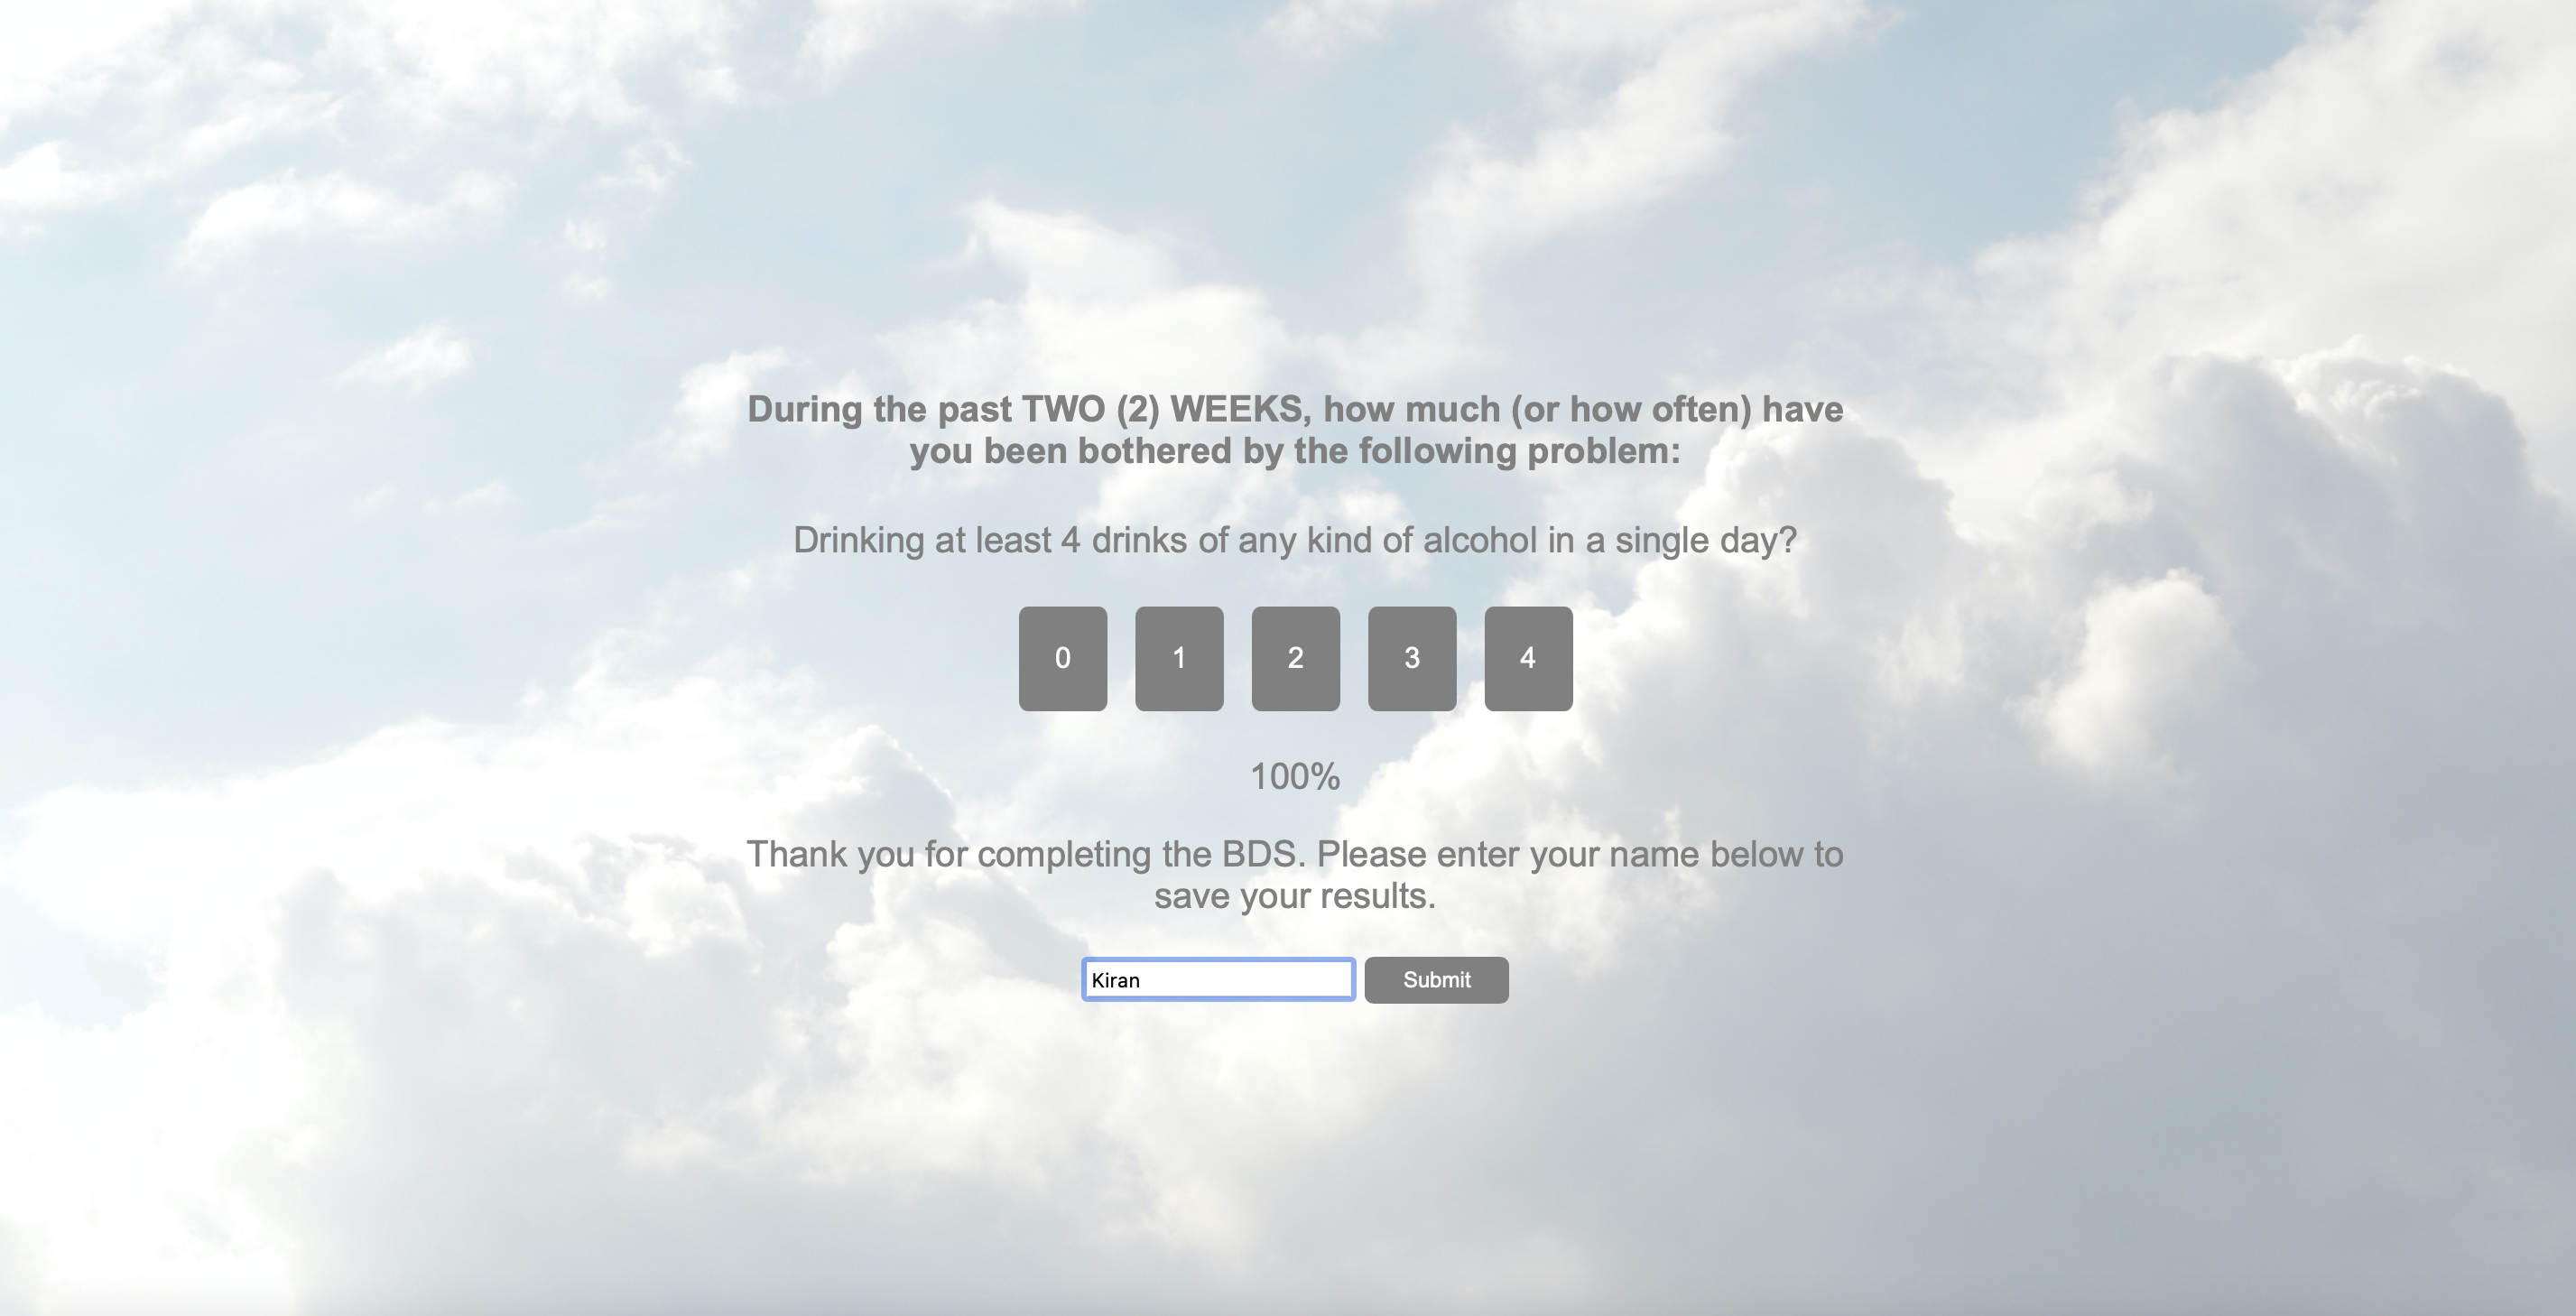 During the past TWO (2) WEEKS, how much (or how often) have
you been bothered by the following problem:
Drinking at least 4 drinks of any kind of alcohol in a single day?
0 1 2 3 4
100%
Thank you for completing the BDS. Please enter your name below to
save your results.
Kiran Submit